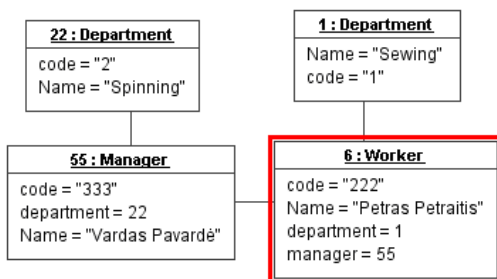 22 : Department
code = "2"
Name = "Spinning"
1 : Department
Name = "Sewing"
code = "1"
55 : Manager
code = "333"
department = 22
Name = "Vardas Pavardė"
6 : Worker
code = "222"
Name = "Petras Petraitis"
department = 1
manager = 55